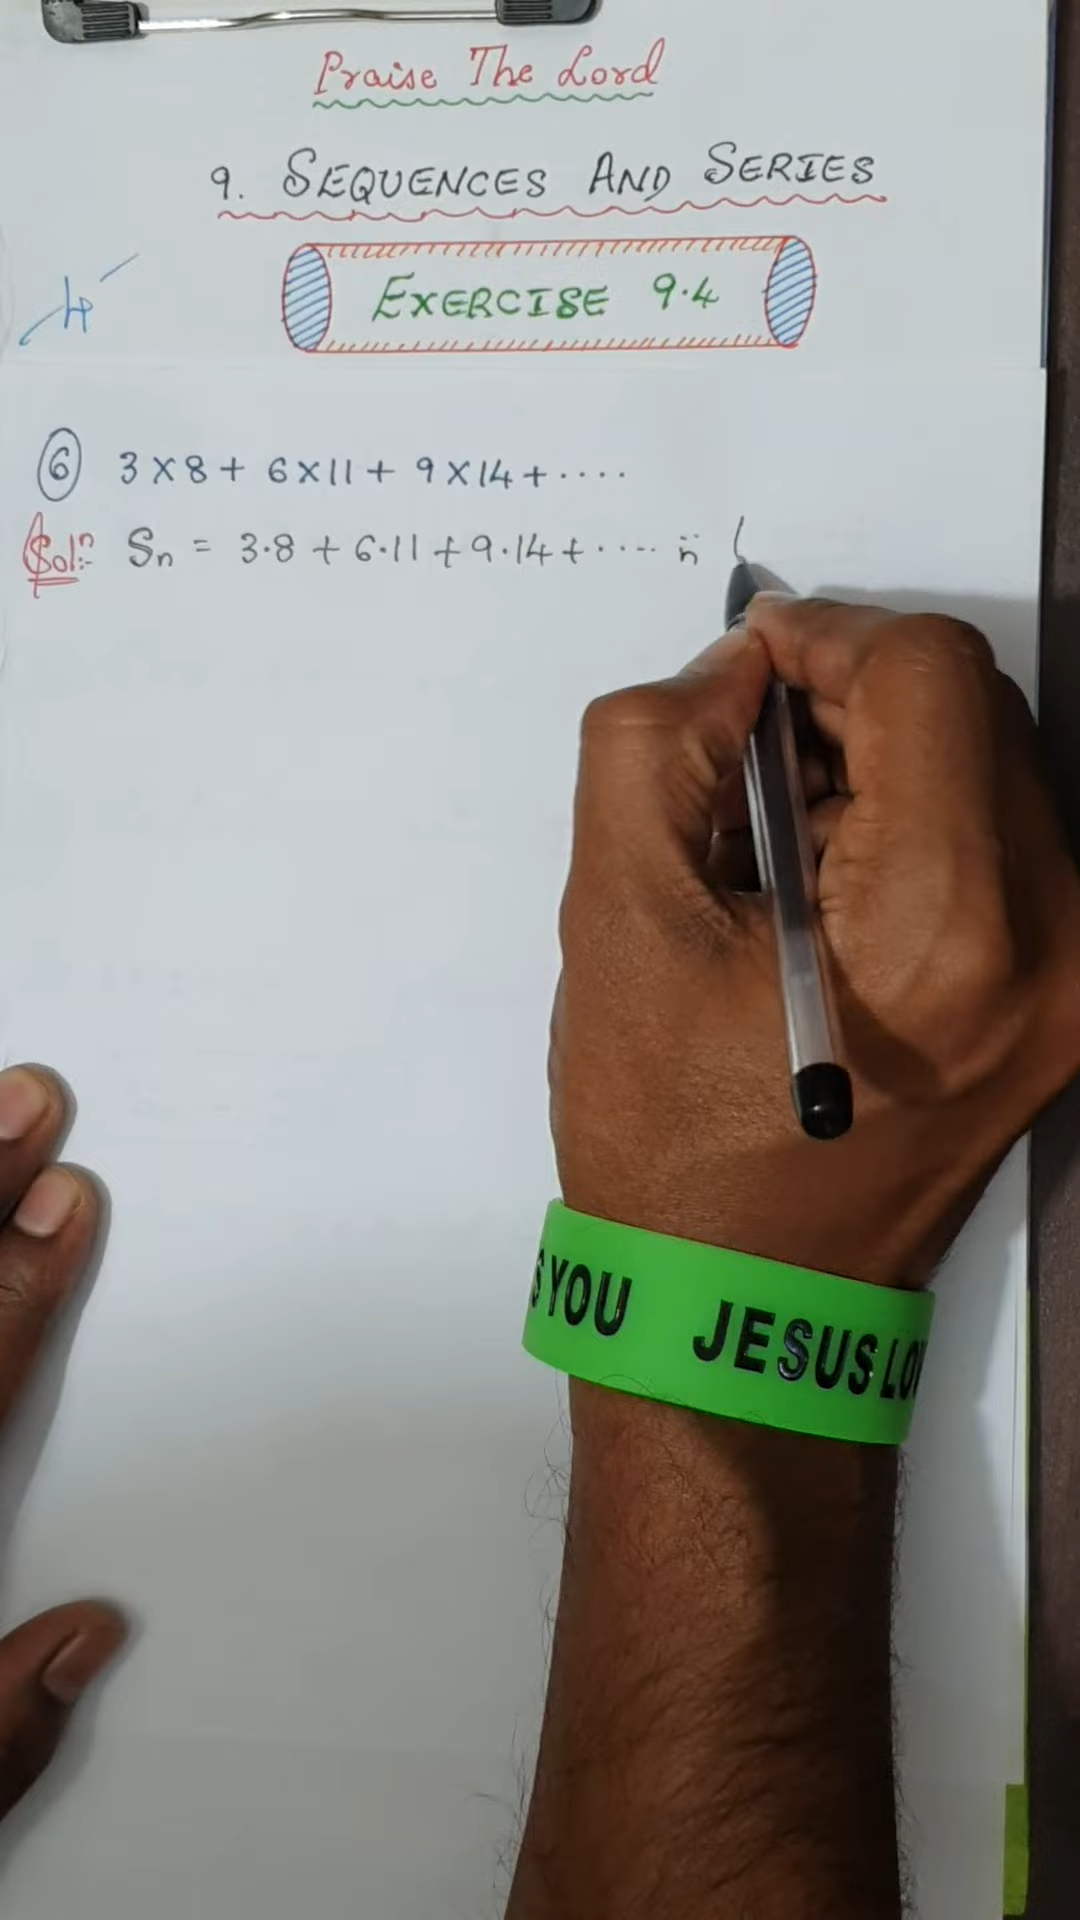 Praise The Lord
9. SEQUENCES AND SERIES
EXERCISE 9.4
6 3×8 + 6×11 + 9×14 + ....
Sol:n Sn = 3.8 + 6.11 + 9.14 + .... n (
S YOU JESUS LO